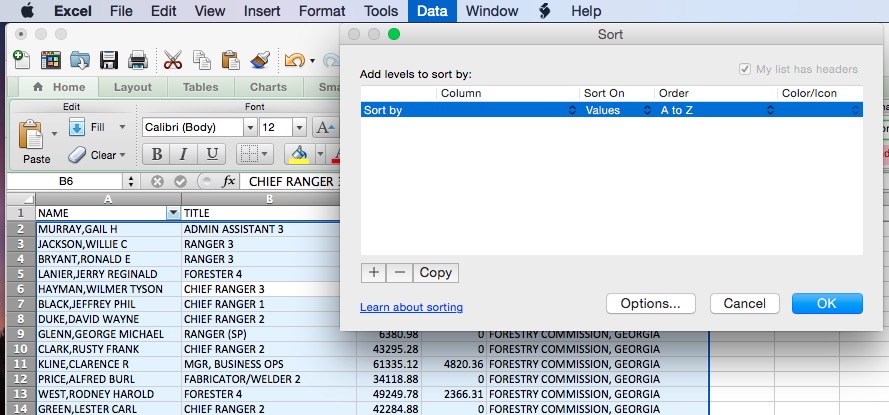 Excel File Edit View Insert Format Tools Data Window Help
Sort
Add levels to sort by:
My list has headers
Column Sort On Order Color/Icon
Sort by Values A to Z
+ − Copy
Learn about sorting
Options... Cancel OK
Home Layout Tables Charts Sma
Edit Font
Paste Fill Calibri (Body) 12 A
Clear B I U A
B6 fx CHIEF RANGER 3
A B
1 NAME TITLE
2 MURRAY,GAIL H ADMIN ASSISTANT 3
3 JACKSON,WILLIE C RANGER 3
4 BRYANT,RONALD E RANGER 3
5 LANIER,JERRY REGINALD FORESTER 4
6 HAYMAN,WILMER TYSON CHIEF RANGER 3
7 BLACK,JEFFREY PHIL CHIEF RANGER 1
8 DUKE,DAVID WAYNE CHIEF RANGER 2
9 GLENN,GEORGE MICHAEL RANGER (SP) 6380.98 0 FORESTRY COMMISSION, GEORGIA
10 CLARK,RUSTY FRANK CHIEF RANGER 2 43295.28 0 FORESTRY COMMISSION, GEORGIA
11 KLINE,CLARENCE R MGR, BUSINESS OPS 61335.12 4820.36 FORESTRY COMMISSION, GEORGIA
12 PRICE,ALFRED BURL FABRICATOR/WELDER 2 34118.88 0 FORESTRY COMMISSION, GEORGIA
13 WEST,RODNEY HAROLD FORESTER 4 49249.78 2366.31 FORESTRY COMMISSION, GEORGIA
14 GREEN,LESTER CARL CHIEF RANGER 2 42284.88 0 FORESTRY COMMISSION, GEORGIA